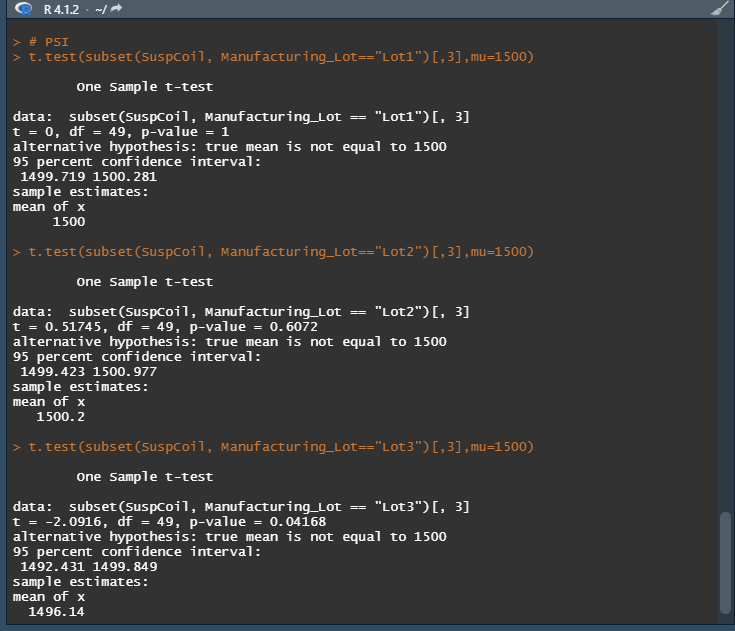 R 4.1.2 · ~/
> # PSI
> t.test(subset(SuspCoil, Manufacturing_Lot=="Lot1")[,3],mu=1500)
One Sample t-test
data:  subset(SuspCoil, Manufacturing_Lot == "Lot1")[, 3]
t = 0, df = 49, p-value = 1
alternative hypothesis: true mean is not equal to 1500
95 percent confidence interval:
1499.719 1500.281
sample estimates:
mean of x
1500
> t.test(subset(SuspCoil, Manufacturing_Lot=="Lot2")[,3],mu=1500)
One Sample t-test
data:  subset(SuspCoil, Manufacturing_Lot == "Lot2")[, 3]
t = 0.51745, df = 49, p-value = 0.6072
alternative hypothesis: true mean is not equal to 1500
95 percent confidence interval:
1499.423 1500.977
sample estimates:
mean of x
1500.2
> t.test(subset(SuspCoil, Manufacturing_Lot=="Lot3")[,3],mu=1500)
One Sample t-test
data:  subset(SuspCoil, Manufacturing_Lot == "Lot3")[, 3]
t = -2.0916, df = 49, p-value = 0.04168
alternative hypothesis: true mean is not equal to 1500
95 percent confidence interval:
1492.431 1499.849
sample estimates:
mean of x
1496.14